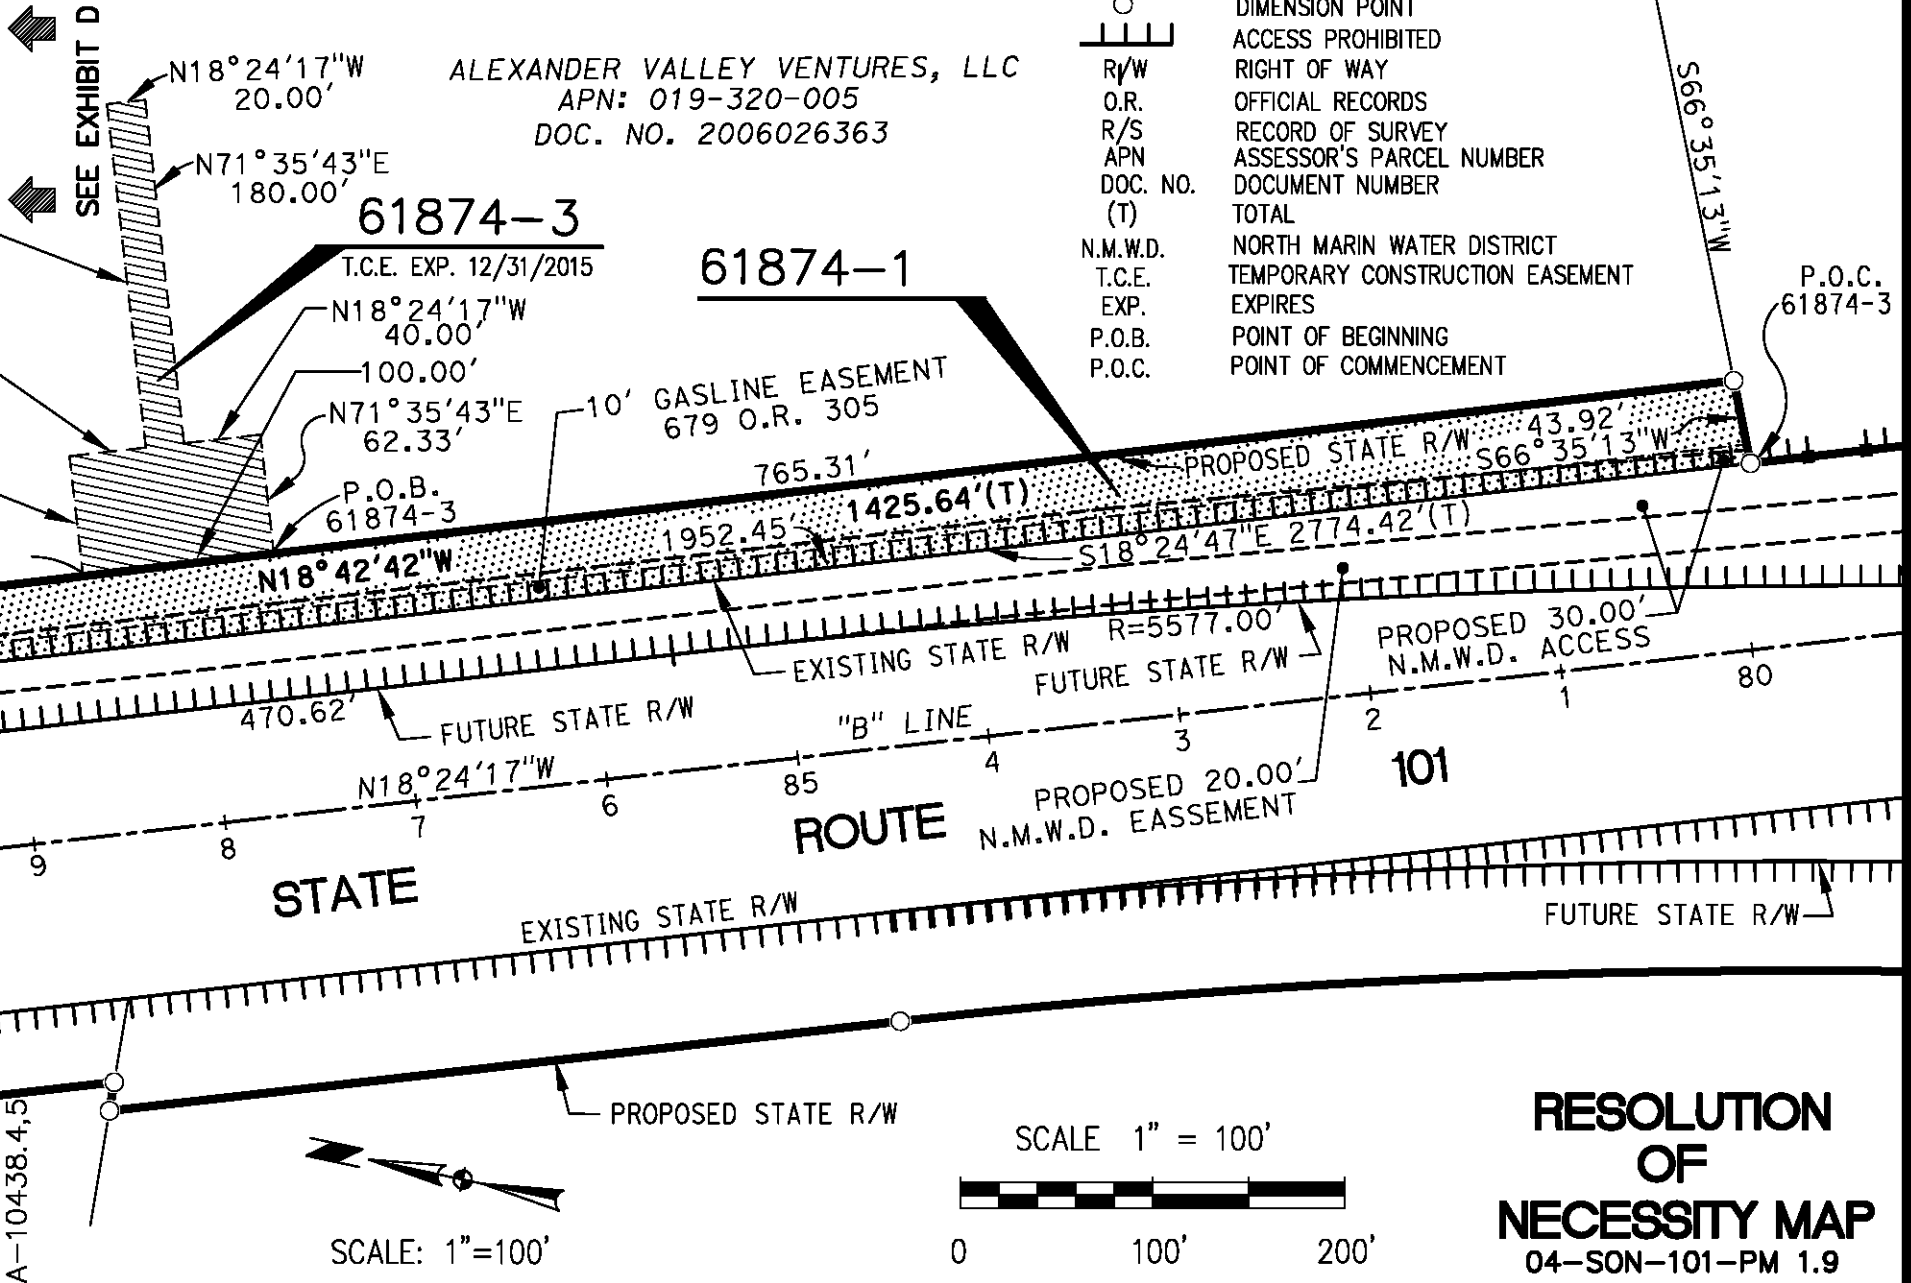 SEE EXHIBIT D
N18°24'17"W
20.00'
N71°35'43"E
180.00'
ALEXANDER VALLEY VENTURES, LLC
APN: 019-320-005
DOC. NO. 2006026363
61874-3
T.C.E. EXP. 12/31/2015
N18°24'17"W
40.00'
100.00'
N71°35'43"E
62.33'
P.O.B.
61874-3
61874-1
10' GASLINE EASEMENT
679 O.R. 305
DIMENSION POINT
ACCESS PROHIBITED
R/W RIGHT OF WAY
O.R. OFFICIAL RECORDS
R/S RECORD OF SURVEY
APN ASSESSOR'S PARCEL NUMBER
DOC. NO. DOCUMENT NUMBER
(T) TOTAL
N.M.W.D. NORTH MARIN WATER DISTRICT
T.C.E. TEMPORARY CONSTRUCTION EASEMENT
EXP. EXPIRES
P.O.B. POINT OF BEGINNING
P.O.C. POINT OF COMMENCEMENT
S66°35'13"W
P.O.C.
61874-3
765.31'
PROPOSED STATE R/W
43.92'
S66°35'13"W
1425.64'(T)
1952.45'
N18°42'42"W
S18°24'47"E 2774.42'(T)
EXISTING STATE R/W
R=5577.00'
FUTURE STATE R/W
PROPOSED 30.00'
N.M.W.D. ACCESS
470.62'
FUTURE STATE R/W
"B" LINE
N18°24'17"W
9
8
7
6
85
4
3
2
1
80
PROPOSED 20.00'
N.M.W.D. EASSEMENT
STATE ROUTE 101
EXISTING STATE R/W
FUTURE STATE R/W
PROPOSED STATE R/W
A-10438.4,5
SCALE: 1"=100'
SCALE 1" = 100'
0 100' 200'
RESOLUTION
OF
NECESSITY MAP
04-SON-101-PM 1.9